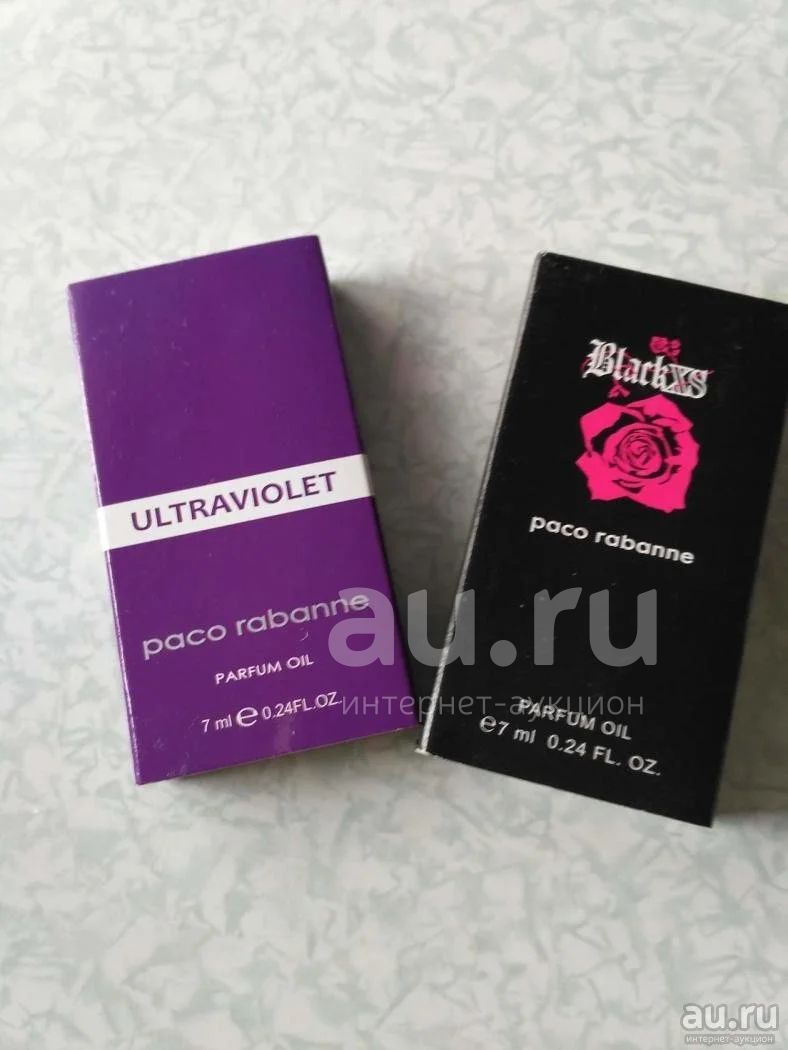 ULTRAVIOLET
paco rabanne
PARFUM OIL
7 ml e 0.24FL.OZ.
BlackXS
paco rabanne
PARFUM OIL
e7 ml 0.24 FL. OZ.
au.ru
интернет-аукцион
au.ru
интернет-аукцион